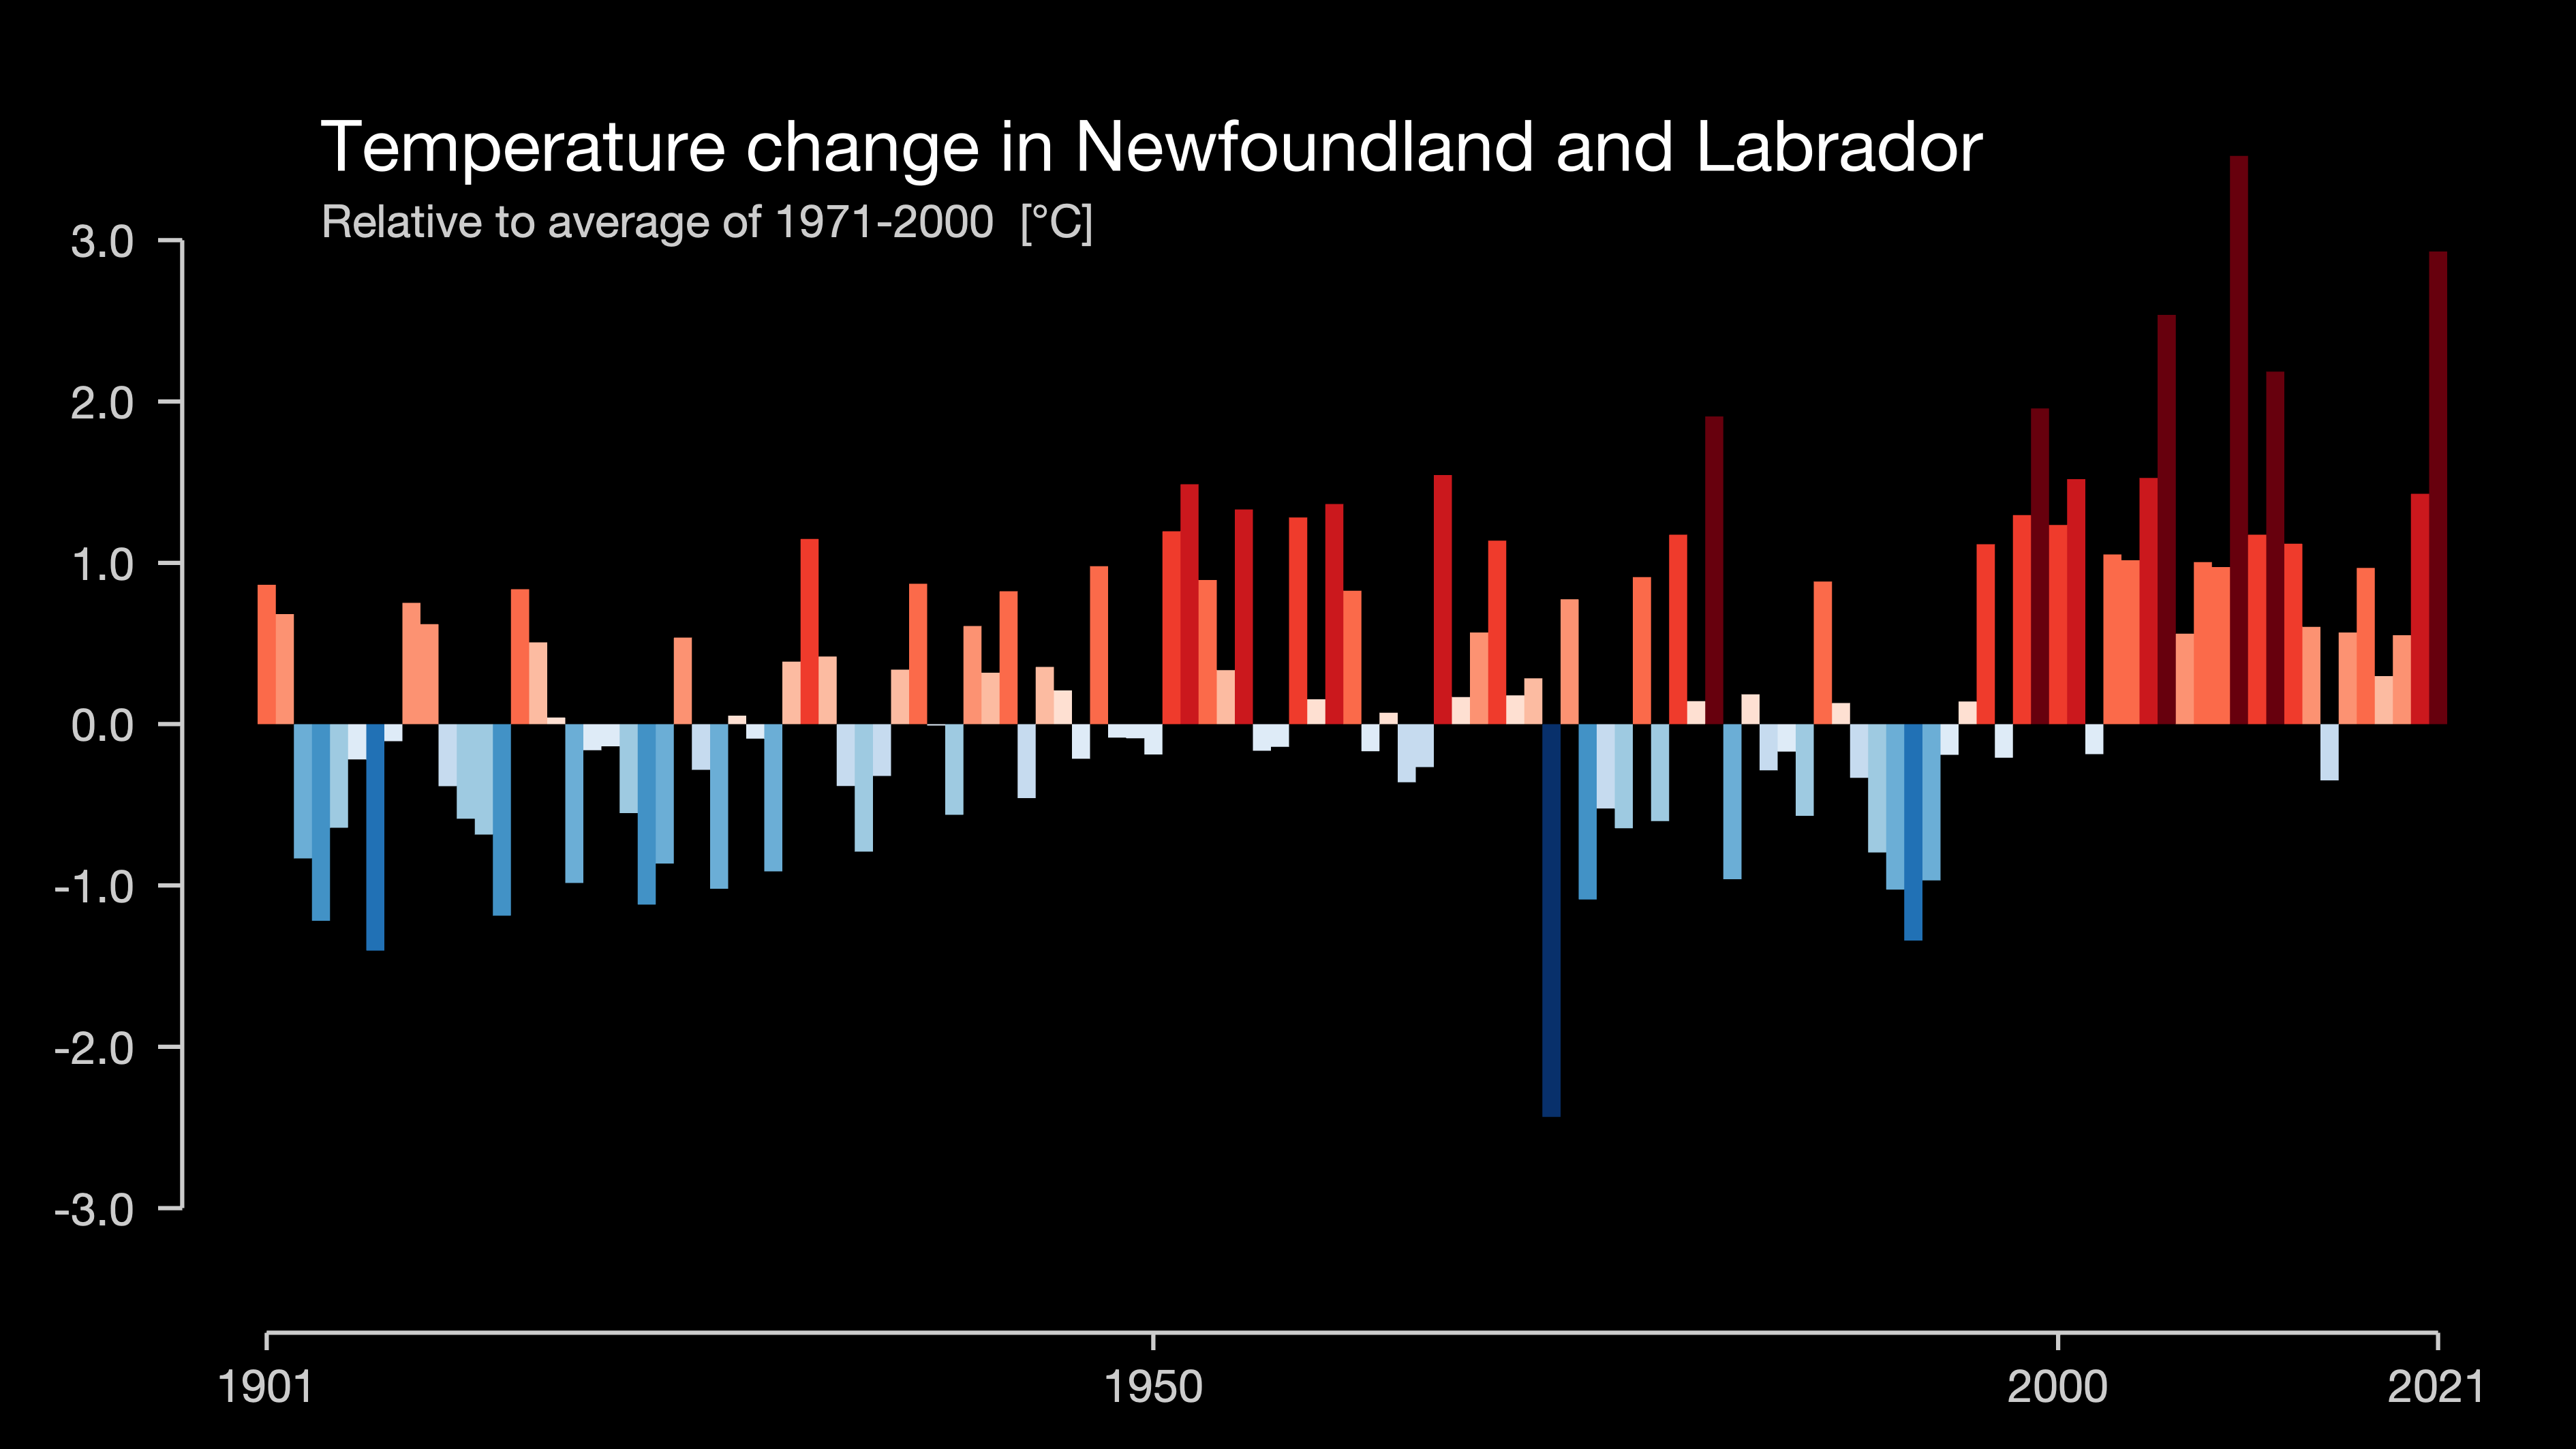 Temperature change in Newfoundland and Labrador
Relative to average of 1971-2000 [°C]
3.0
2.0
1.0
0.0
-1.0
-2.0
-3.0
1901 1950 2000 2021